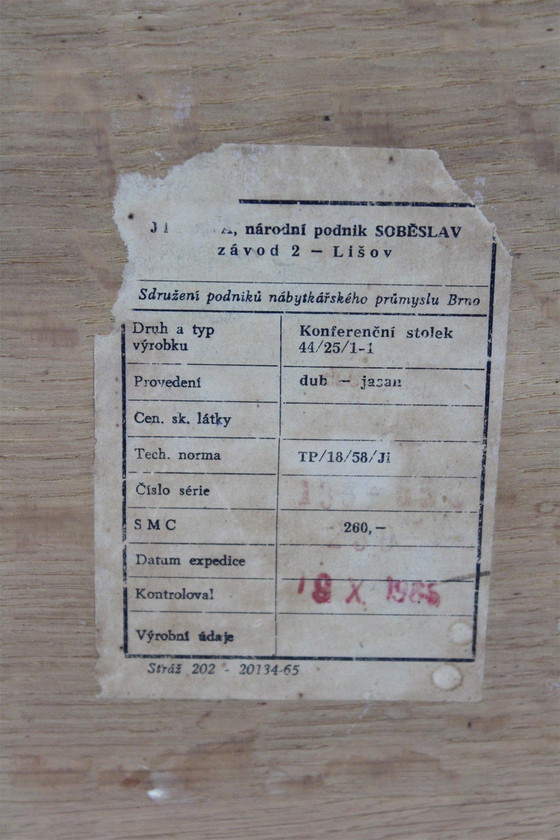 národní podnik SOBĚSLAV
závod 2 — Lišov
Sdružení podniků nábytkářského průmyslu Brno
Druh a typ výrobku Konferenční stolek 44/25/1-1
Provedení dub — jasan
Cen. sk. látky
Tech. norma TP/18/58/Ji
Číslo série
SMC 260,—
Datum expedice
Kontroloval 18 X 1965
Výrobní údaje
Stráž 202 - 20134-65